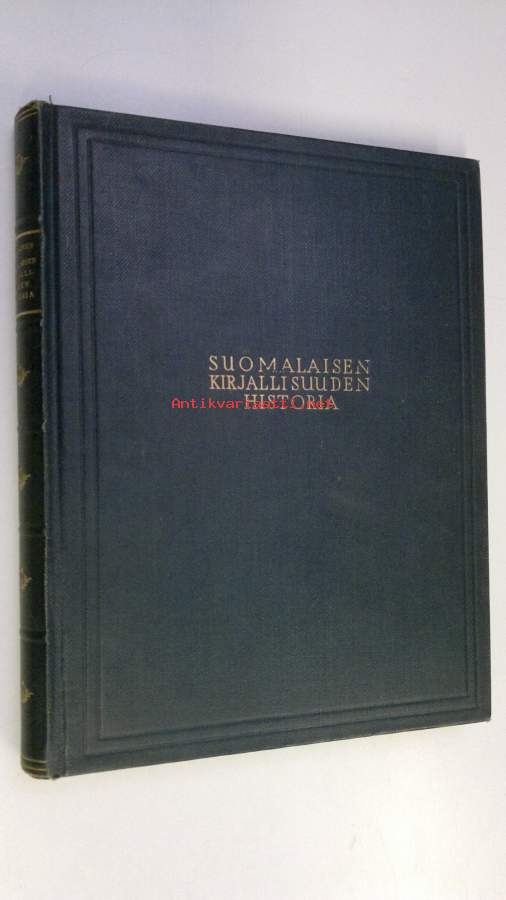 SUOMALAISEN
KIRJALLISUUDEN
HISTORIA
Antikvariaatti.net